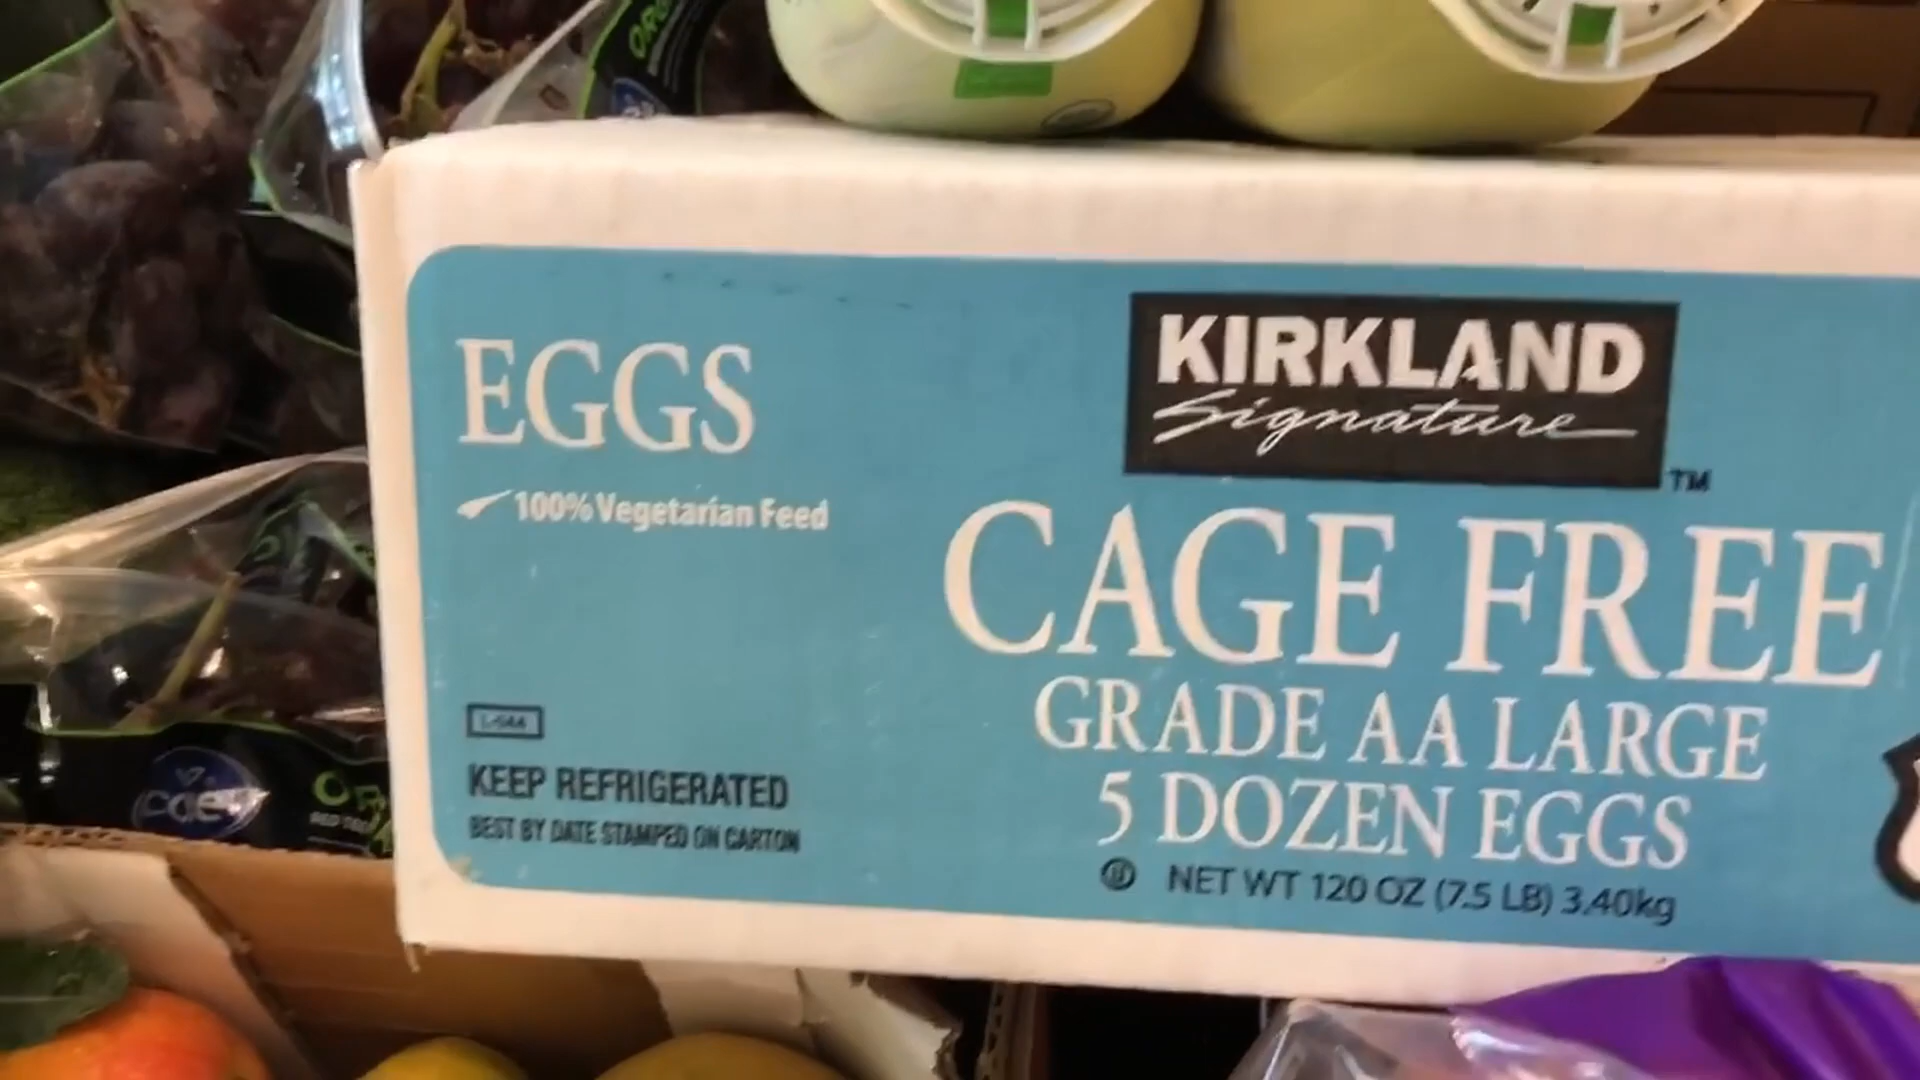 EGGS
100% Vegetarian Feed
KEEP REFRIGERATED
BEST BY DATE STAMPED ON CARTON
KIRKLAND
Signature
TM
CAGE FREE
GRADE AA LARGE
5 DOZEN EGGS
NET WT 120 OZ (7.5 LB) 3.40kg